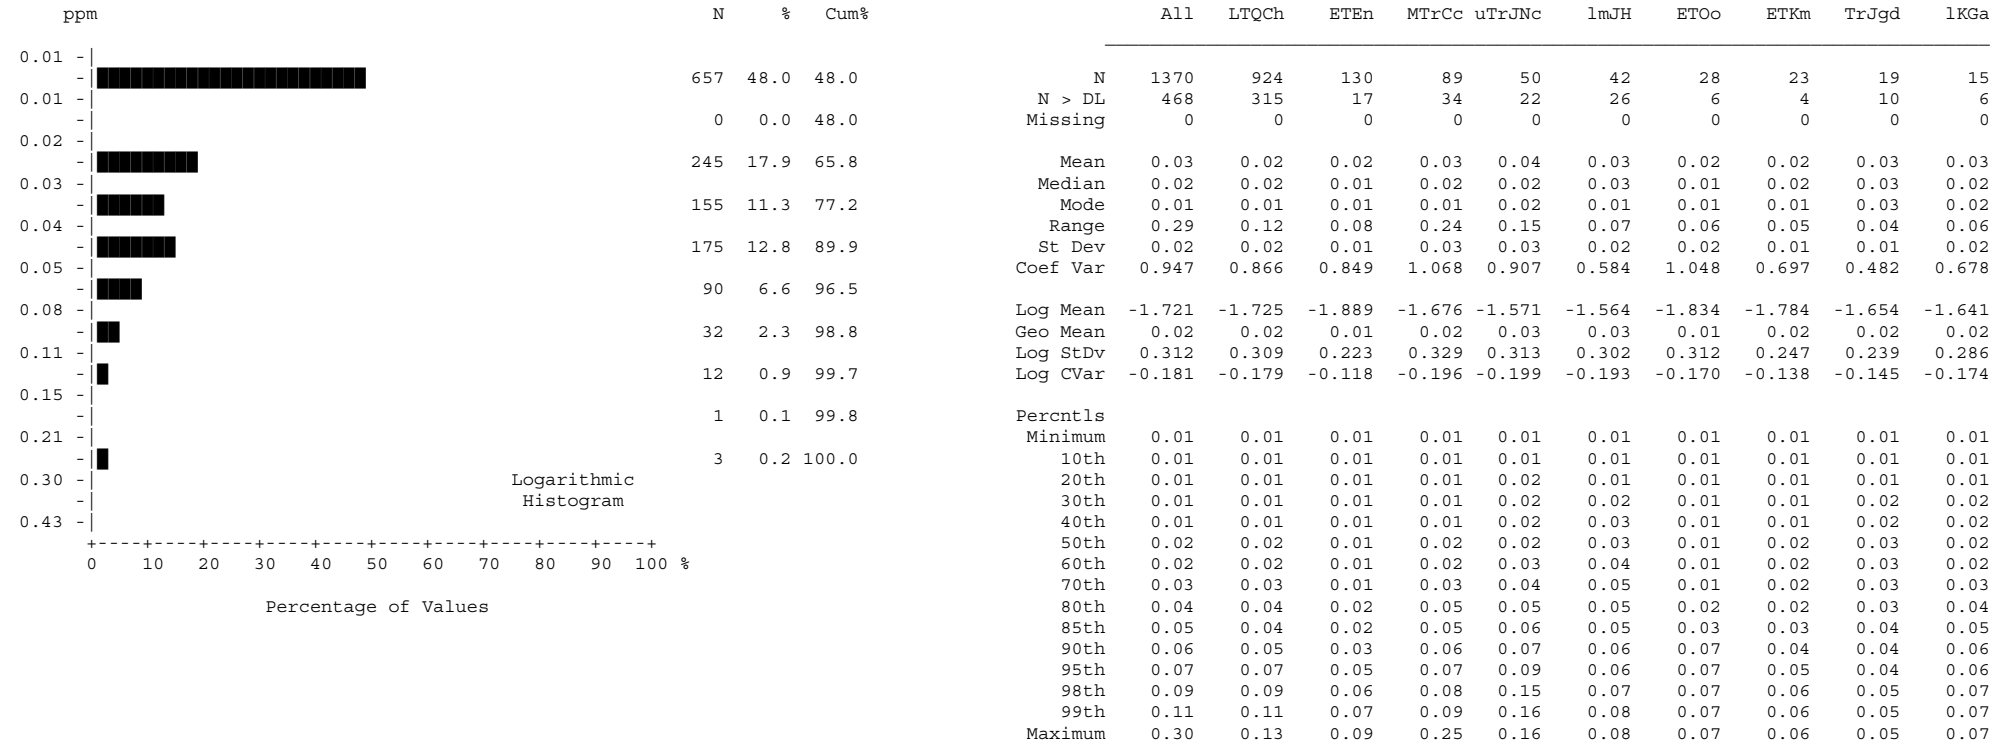 ppm N % Cum% All LTQCh ETEn MTrCc uTrJNc lmJH ETOo ETKm TrJgd lKGa
0.01 -|
-| 657 48.0 48.0 N 1370 924 130 89 50 42 28 23 19 15
0.01 -| N > DL 468 315 17 34 22 26 6 4 10 6
-| 0 0.0 48.0 Missing 0 0 0 0 0 0 0 0 0 0
0.02 -|
-| 245 17.9 65.8 Mean 0.03 0.02 0.02 0.03 0.04 0.03 0.02 0.02 0.03 0.03
0.03 -| Median 0.02 0.02 0.01 0.02 0.02 0.03 0.01 0.02 0.03 0.02
-| 155 11.3 77.2 Mode 0.01 0.01 0.01 0.01 0.02 0.01 0.01 0.01 0.03 0.02
0.04 -| Range 0.29 0.12 0.08 0.24 0.15 0.07 0.06 0.05 0.04 0.06
-| 175 12.8 89.9 St Dev 0.02 0.02 0.01 0.03 0.03 0.02 0.02 0.01 0.01 0.02
0.05 -| Coef Var 0.947 0.866 0.849 1.068 0.907 0.584 1.048 0.697 0.482 0.678
-| 90 6.6 96.5
0.08 -| Log Mean -1.721 -1.725 -1.889 -1.676 -1.571 -1.564 -1.834 -1.784 -1.654 -1.641
-| 32 2.3 98.8 Geo Mean 0.02 0.02 0.01 0.02 0.03 0.03 0.01 0.02 0.02 0.02
0.11 -| Log StDv 0.312 0.309 0.223 0.329 0.313 0.302 0.312 0.247 0.239 0.286
-| 12 0.9 99.7 Log CVar -0.181 -0.179 -0.118 -0.196 -0.199 -0.193 -0.170 -0.138 -0.145 -0.174
0.15 -|
-| 1 0.1 99.8 Percntls
0.21 -| Minimum 0.01 0.01 0.01 0.01 0.01 0.01 0.01 0.01 0.01 0.01
-| 3 0.2 100.0 10th 0.01 0.01 0.01 0.01 0.01 0.01 0.01 0.01 0.01 0.01
0.30 -| Logarithmic 20th 0.01 0.01 0.01 0.01 0.02 0.01 0.01 0.01 0.01 0.01
-| Histogram 30th 0.01 0.01 0.01 0.01 0.02 0.02 0.01 0.01 0.02 0.02
0.43 -| 40th 0.01 0.01 0.01 0.01 0.02 0.03 0.01 0.01 0.02 0.02
+----+----+----+----+----+----+----+----+----+----+----+----+----+----+----+----+----+----+----+----+ 50th 0.02 0.02 0.01 0.02 0.02 0.03 0.01 0.02 0.03 0.02
0 10 20 30 40 50 60 70 80 90 100 % 60th 0.02 0.02 0.01 0.02 0.03 0.04 0.01 0.02 0.03 0.02
70th 0.03 0.03 0.01 0.03 0.04 0.05 0.01 0.02 0.03 0.03
Percentage of Values 80th 0.04 0.04 0.02 0.05 0.05 0.05 0.02 0.02 0.03 0.04
85th 0.05 0.04 0.02 0.05 0.06 0.05 0.03 0.03 0.04 0.05
90th 0.06 0.05 0.03 0.06 0.07 0.06 0.07 0.04 0.04 0.06
95th 0.07 0.07 0.05 0.07 0.09 0.06 0.07 0.05 0.04 0.06
98th 0.09 0.09 0.06 0.08 0.15 0.07 0.07 0.06 0.05 0.07
99th 0.11 0.11 0.07 0.09 0.16 0.08 0.07 0.06 0.05 0.07
Maximum 0.30 0.13 0.09 0.25 0.16 0.08 0.07 0.06 0.05 0.07